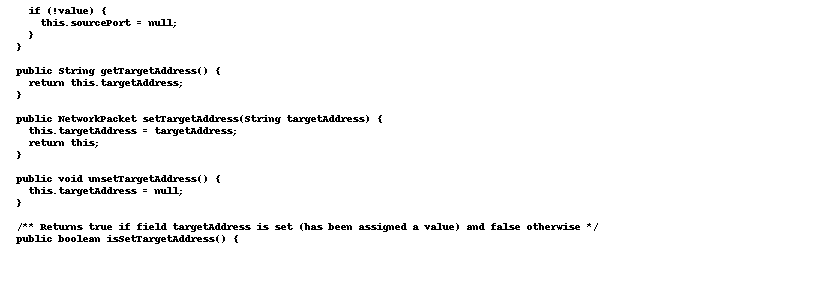 if (!value) {
this.sourcePort = null;
}
}
public String getTargetAddress() {
return this.targetAddress;
}
public NetworkPacket setTargetAddress(String targetAddress) {
this.targetAddress = targetAddress;
return this;
}
public void unsetTargetAddress() {
this.targetAddress = null;
}
/** Returns true if field targetAddress is set (has been assigned a value) and false otherwise */
public boolean isSetTargetAddress() {